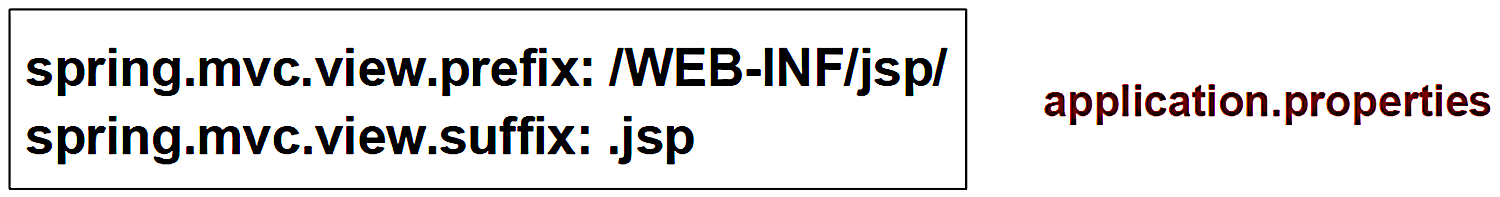 spring.mvc.view.prefix: /WEB-INF/jsp/
spring.mvc.view.suffix: .jsp
application.properties